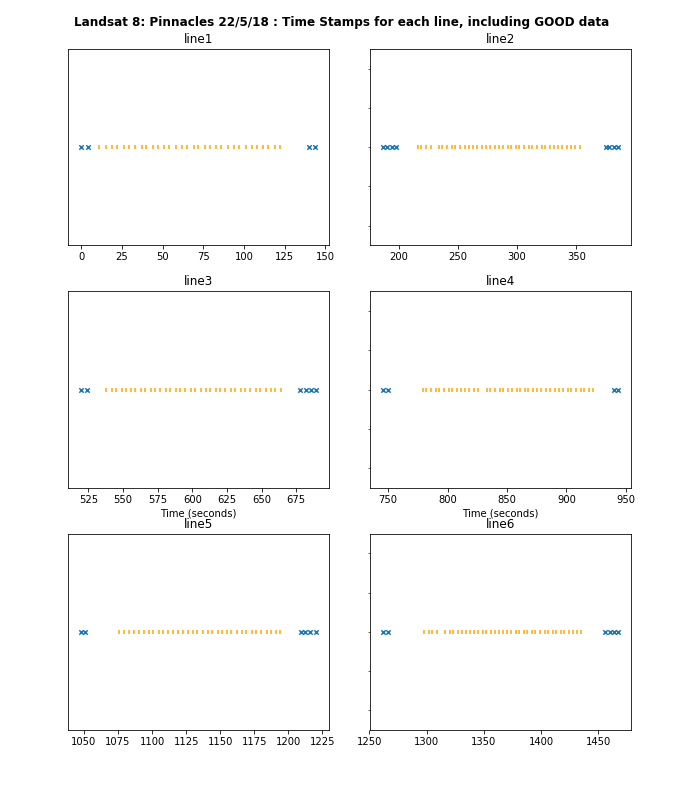 Landsat 8: Pinnacles 22/5/18 : Time Stamps for each line, including GOOD data
line1
0 25 50 75 100 125 150
line2
200 250 300 350
line3
525 550 575 600 625 650 675
Time (seconds)
line4
750 800 850 900 950
Time (seconds)
line5
1050 1075 1100 1125 1150 1175 1200 1225
line6
1250 1300 1350 1400 1450